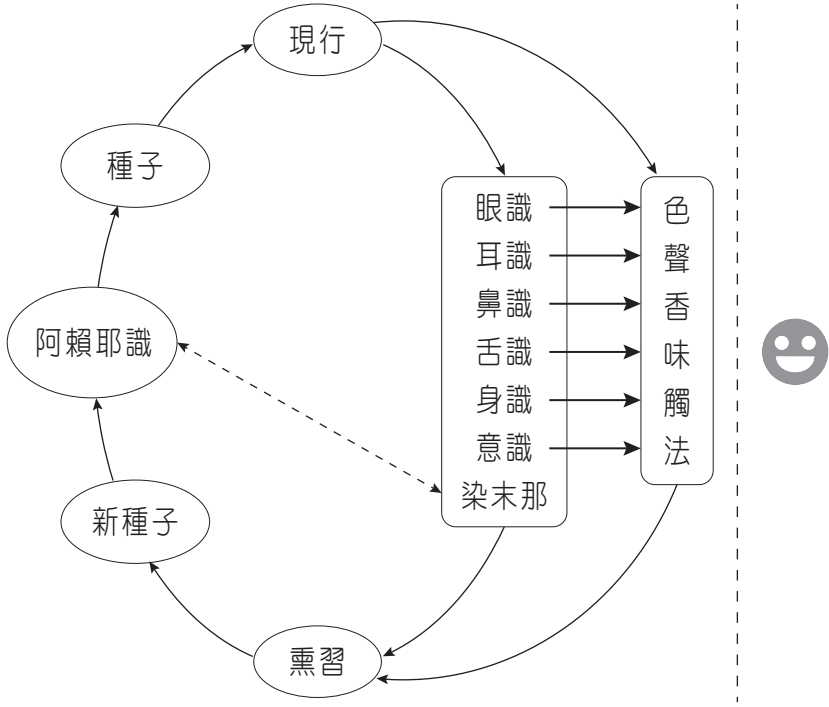 現行
種子
阿賴耶識
新種子
熏習
眼識
耳識
鼻識
舌識
身識
意識
染末那
色
聲
香
味
觸
法